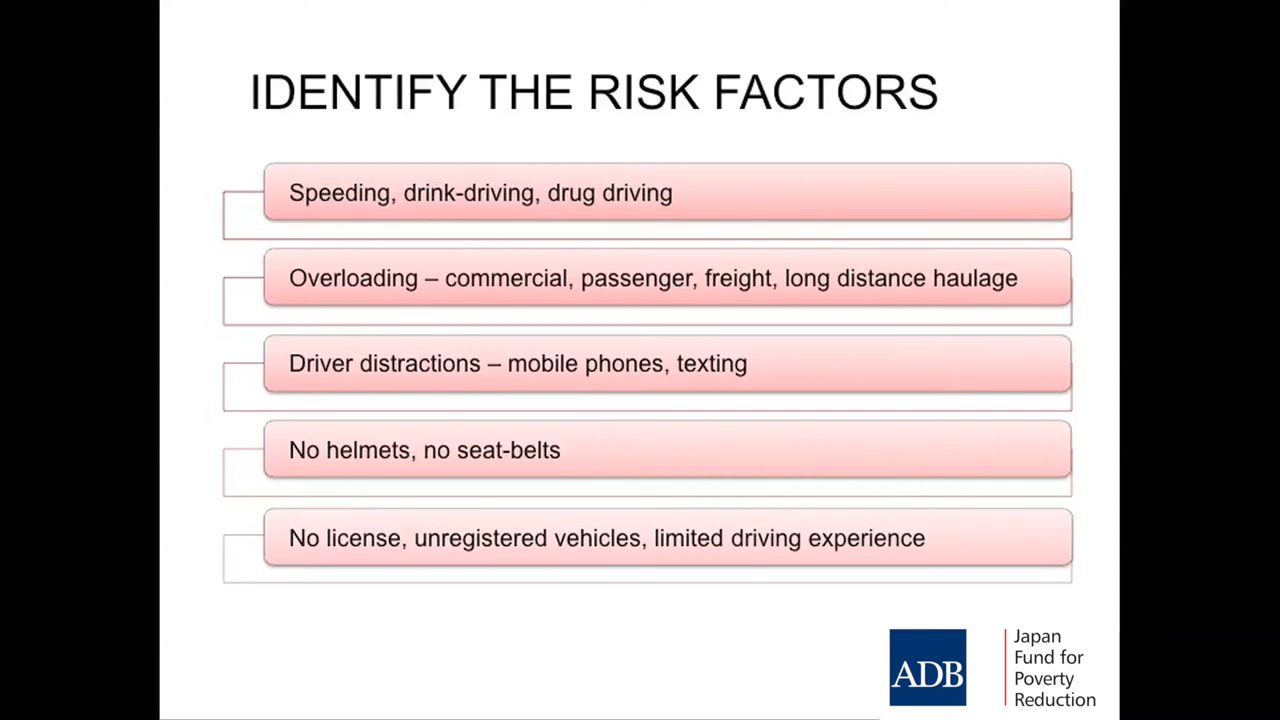 IDENTIFY THE RISK FACTORS
Speeding, drink-driving, drug driving
Overloading – commercial, passenger, freight, long distance haulage
Driver distractions – mobile phones, texting
No helmets, no seat-belts
No license, unregistered vehicles, limited driving experience
ADB
Japan
Fund for
Poverty
Reduction